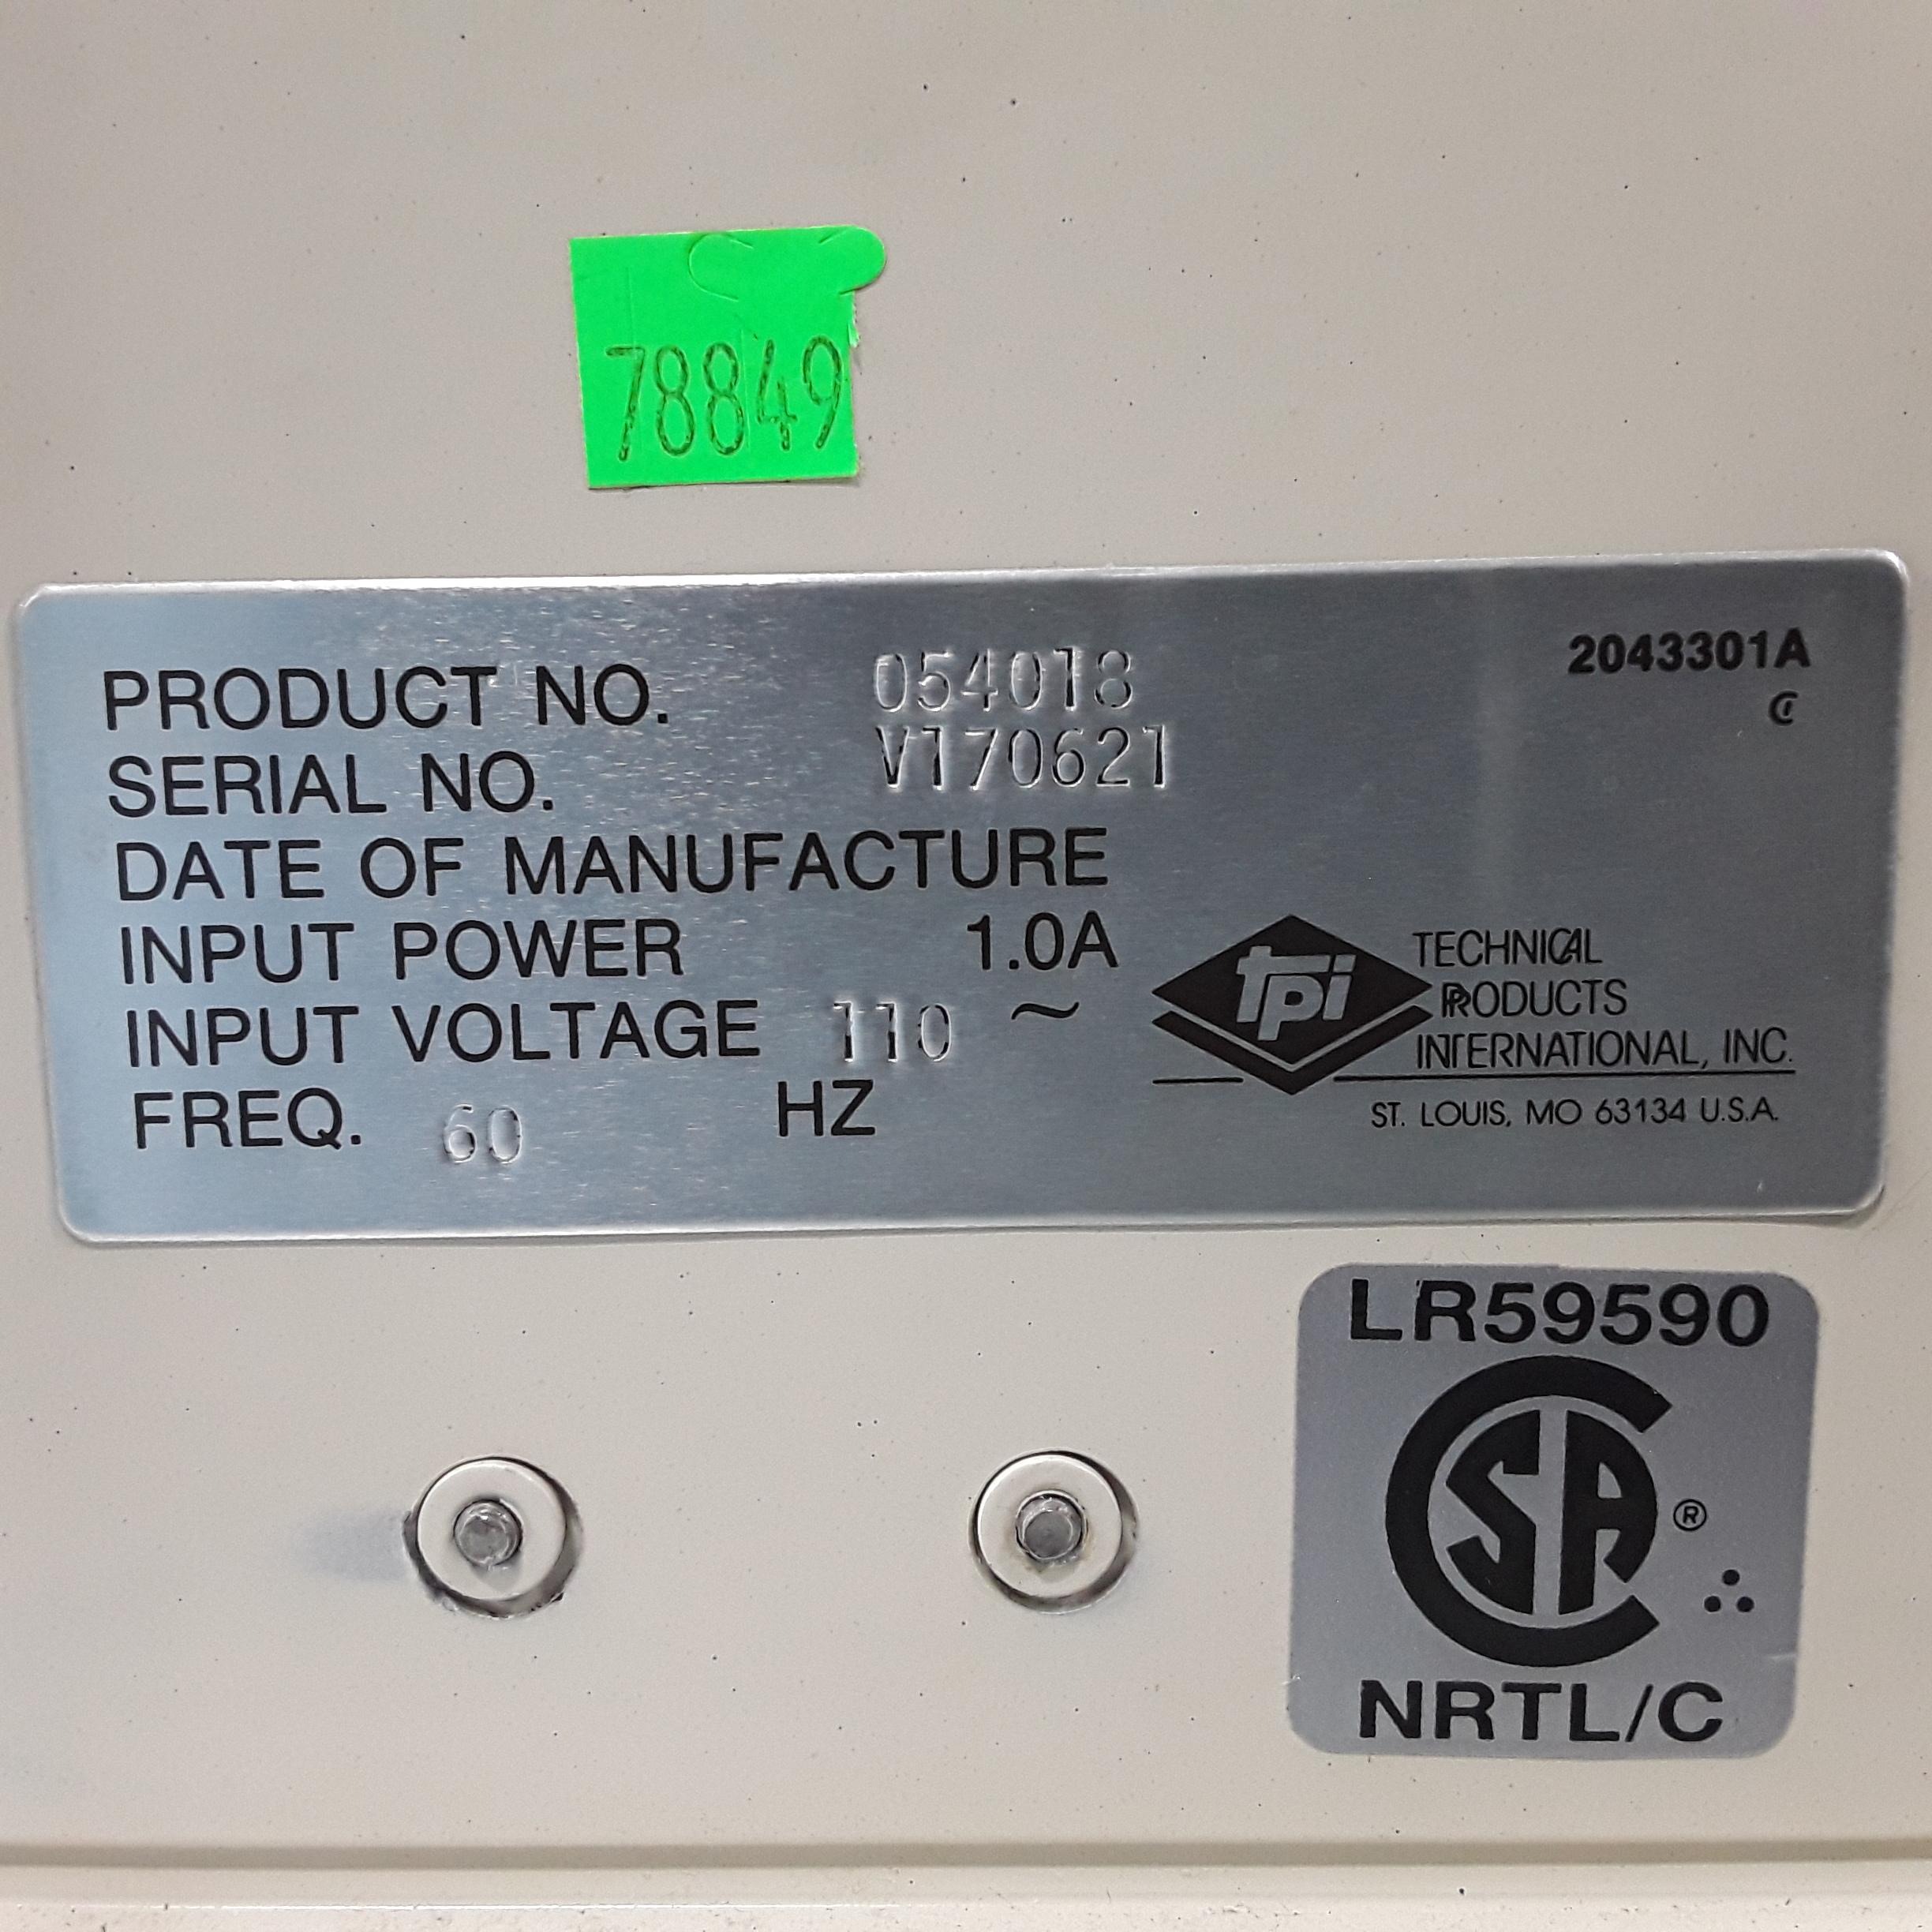 78849
PRODUCT NO. 054018
2043301A
SERIAL NO. V170621
DATE OF MANUFACTURE
INPUT POWER 1.0A
INPUT VOLTAGE 110 ~
FREQ. 60 HZ
tpi
TECHNICAL
PRODUCTS
INTERNATIONAL, INC.
ST. LOUIS, MO 63134 U.S.A.
LR59590
CSA ®
NRTL/C